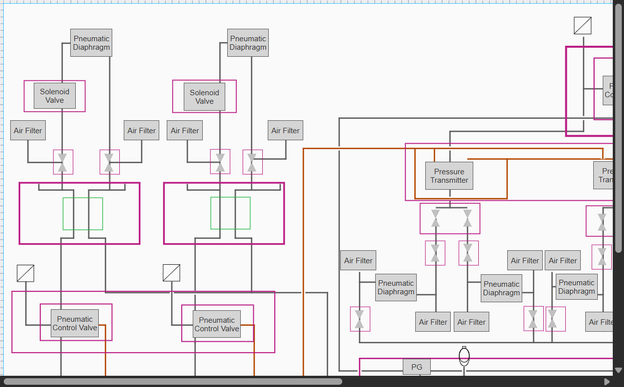 Pneumatic
Diaphragm
Pneumatic
Diaphragm
Solenoid
Valve
Solenoid
Valve
Air Filter
Air Filter
Air Filter
Air Filter
Pressure
Transmitter
Air Filter
Air Filter
Air Filter
Pneumatic
Diaphragm
Pneumatic
Diaphragm
Pneumatic
Diaphragm
Air Filter
Air Filter
Pneumatic
Control Valve
Pneumatic
Control Valve
PG